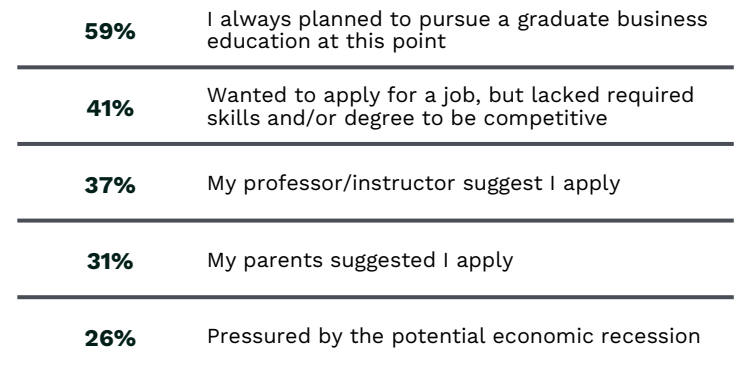 59%
I always planned to pursue a graduate business
education at this point
41%
Wanted to apply for a job, but lacked required
skills and/or degree to be competitive
37%
My professor/instructor suggest I apply
31%
My parents suggested I apply
26%
Pressured by the potential economic recession